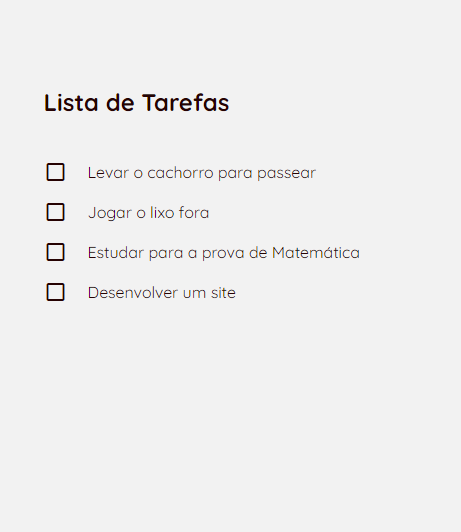 Lista de Tarefas
Levar o cachorro para passear
Jogar o lixo fora
Estudar para a prova de Matemática
Desenvolver um site